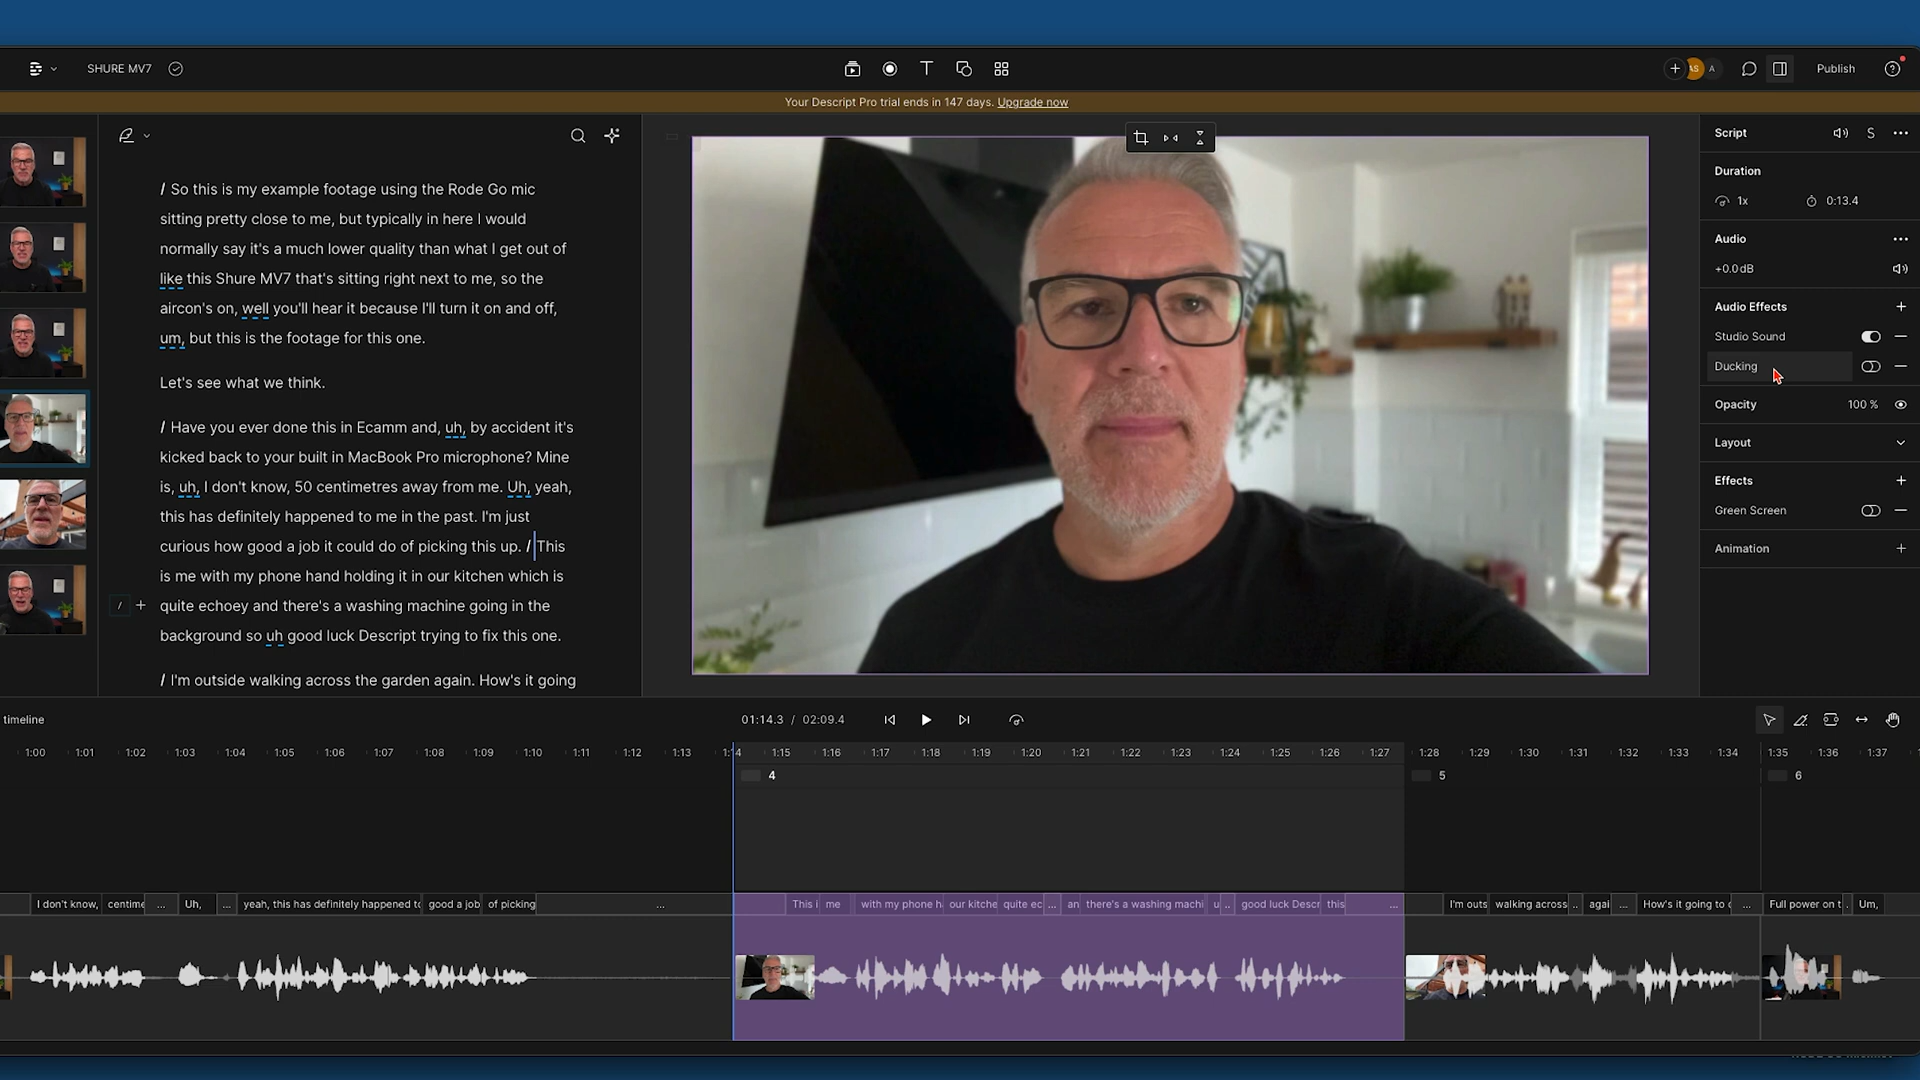 SHURE MV7
AS
A
Publish
Your Descript Pro trial ends in 147 days. Upgrade now
/ So this is my example footage using the Rode Go mic
sitting pretty close to me, but typically in here I would
normally say it's a much lower quality than what I get out of
like this Shure MV7 that's sitting right next to me, so the
aircon's on, well you'll hear it because I'll turn it on and off,
um, but this is the footage for this one.
Let's see what we think.
/ Have you ever done this in Ecamm and, uh, by accident it's
kicked back to your built in MacBook Pro microphone? Mine
is, uh, I don't know, 50 centimetres away from me. Uh, yeah,
this has definitely happened to me in the past. I'm just
curious how good a job it could do of picking this up. / This
is me with my phone hand holding it in our kitchen which is
/ + quite echoey and there's a washing machine going in the
background so uh good luck Descript trying to fix this one.
/ I'm outside walking across the garden again. How's it going
Script
S
Duration
1x
0:13.4
Audio
+0.0dB
Audio Effects
Studio Sound
Ducking
Opacity
100 %
Layout
Effects
Green Screen
Animation
timeline
01:14.3 / 02:09.4
1:00 1:01 1:02 1:03 1:04 1:05 1:06 1:07 1:08 1:09 1:10 1:11 1:12 1:13 1:14 1:15 1:16 1:17 1:18 1:19 1:20 1:21 1:22 1:23 1:24 1:25 1:26 1:27 1:28 1:29 1:30 1:31 1:32 1:33 1:34 1:35 1:36 1:37
4 5 6
I don't know, centime ... Uh, ... yeah, this has definitely happened to good a job of picking ... This i me with my phone h our kitche quite ec ... an there's a washing machi u .. good luck Descr this ... I'm outs walking across .. agai ... How's it going to ... Full power on t . Um,